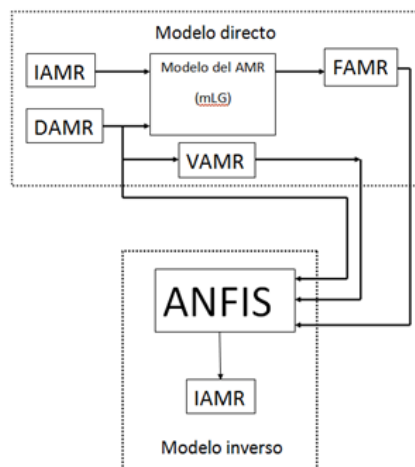 Modelo directo
IAMR
Modelo del AMR
(mLG)
FAMR
DAMR
VAMR
ANFIS
IAMR
Modelo inverso